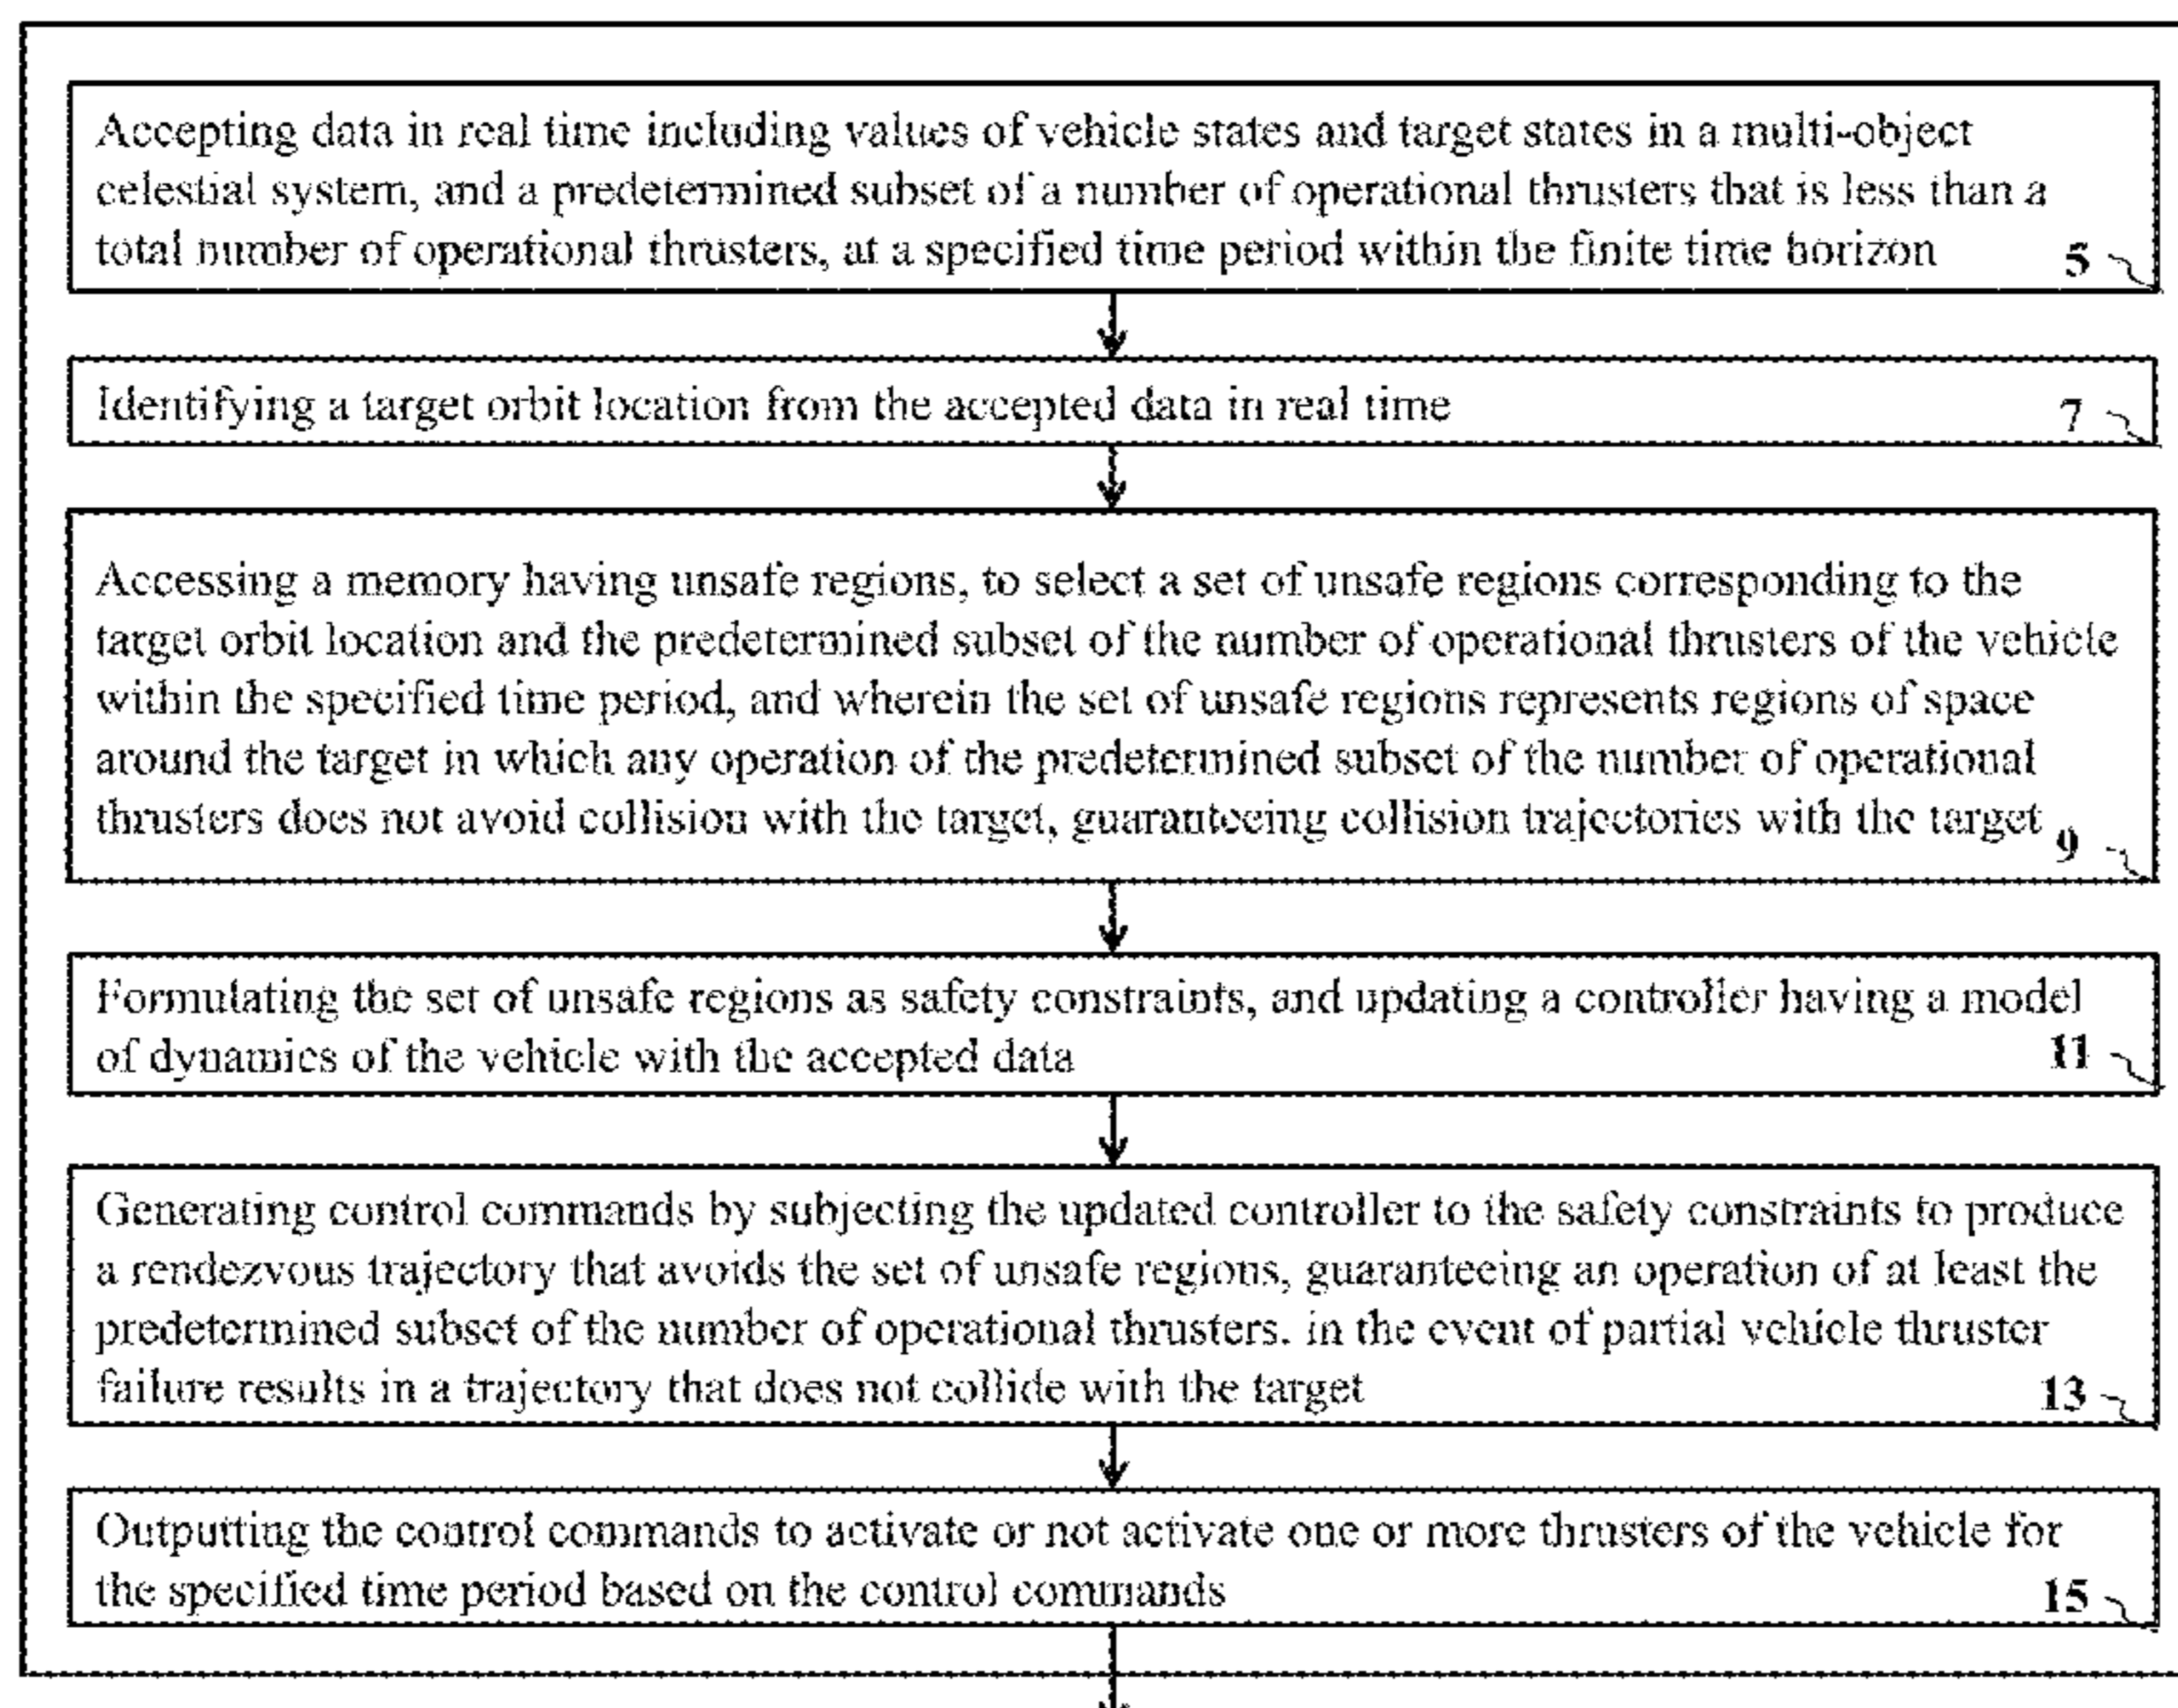 Accepting data in real time including values of vehicle states and target states in a multi-object
celestial system, and a predetermined subset of a number of operational thrusters that is less than a
total number of operational thrusters, at a specified time period within the finite time horizon
5
Identifying a target orbit location from the accepted data in real time
7
Accessing a memory having unsafe regions, to select a set of unsafe regions corresponding to the
target orbit location and the predetermined subset of the number of operational thrusters of the vehicle
within the specified time period, and wherein the set of unsafe regions represents regions of space
around the target in which any operation of the predetermined subset of the number of operational
thrusters does not avoid collision with the target, guaranteeing collision trajectories with the target
9
Formulating the set of unsafe regions as safety constraints, and updating a controller having a model
of dynamics of the vehicle with the accepted data
11
Generating control commands by subjecting the updated controller to the safety constraints to produce
a rendezvous trajectory that avoids the set of unsafe regions, guaranteeing an operation of at least the
predetermined subset of the number of operational thrusters. in the event of partial vehicle thruster
failure results in a trajectory that does not collide with the target
13
Outputting the control commands to activate or not activate one or more thrusters of the vehicle for
the specified time period based on the control commands
15